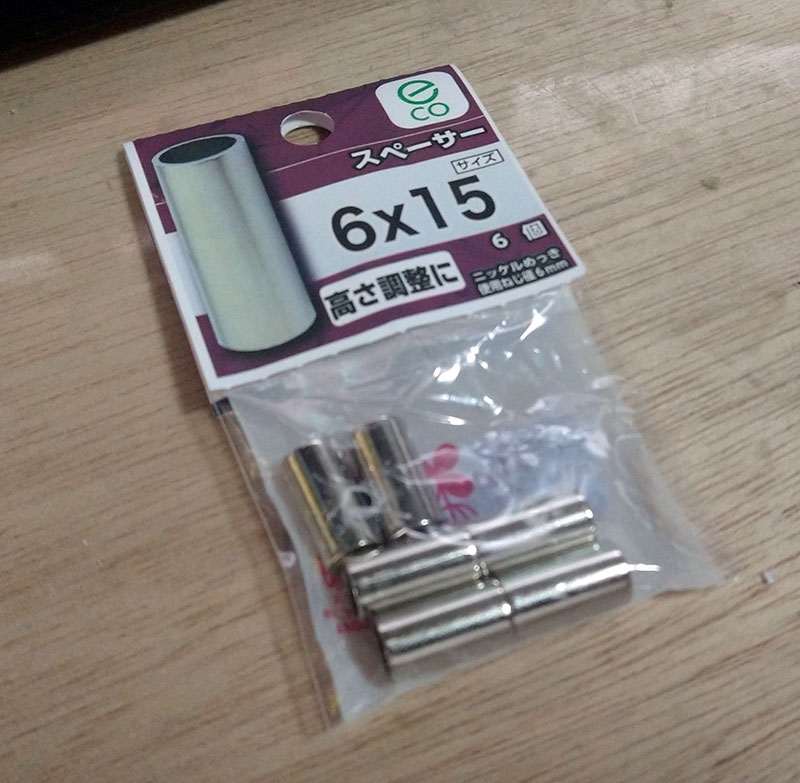 eco
スペーサー
サイズ
6x15
6個
高さ調整に
ニッケルめっき
使用ねじ径6mm